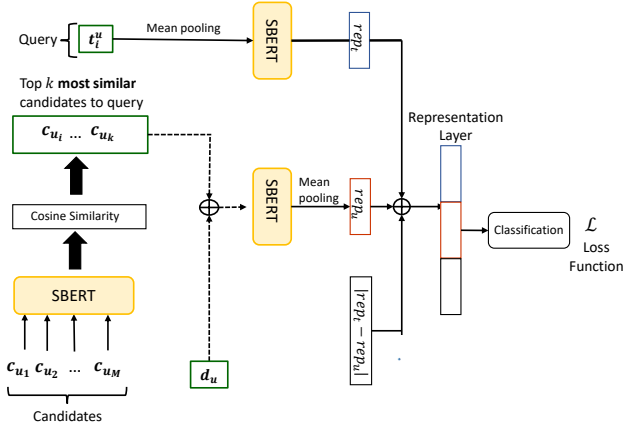 Query
t_i^u
Mean pooling
SBERT
rep_t
Top k most similar
candidates to query
c_{u_i} ... c_{u_k}
Representation
Layer
Cosine Similarity
SBERT
Mean
pooling
rep_u
Classification
ℒ
Loss
Function
SBERT
|rep_t − rep_u|
c_{u_1} c_{u_2} ... c_{u_M}
d_u
Candidates